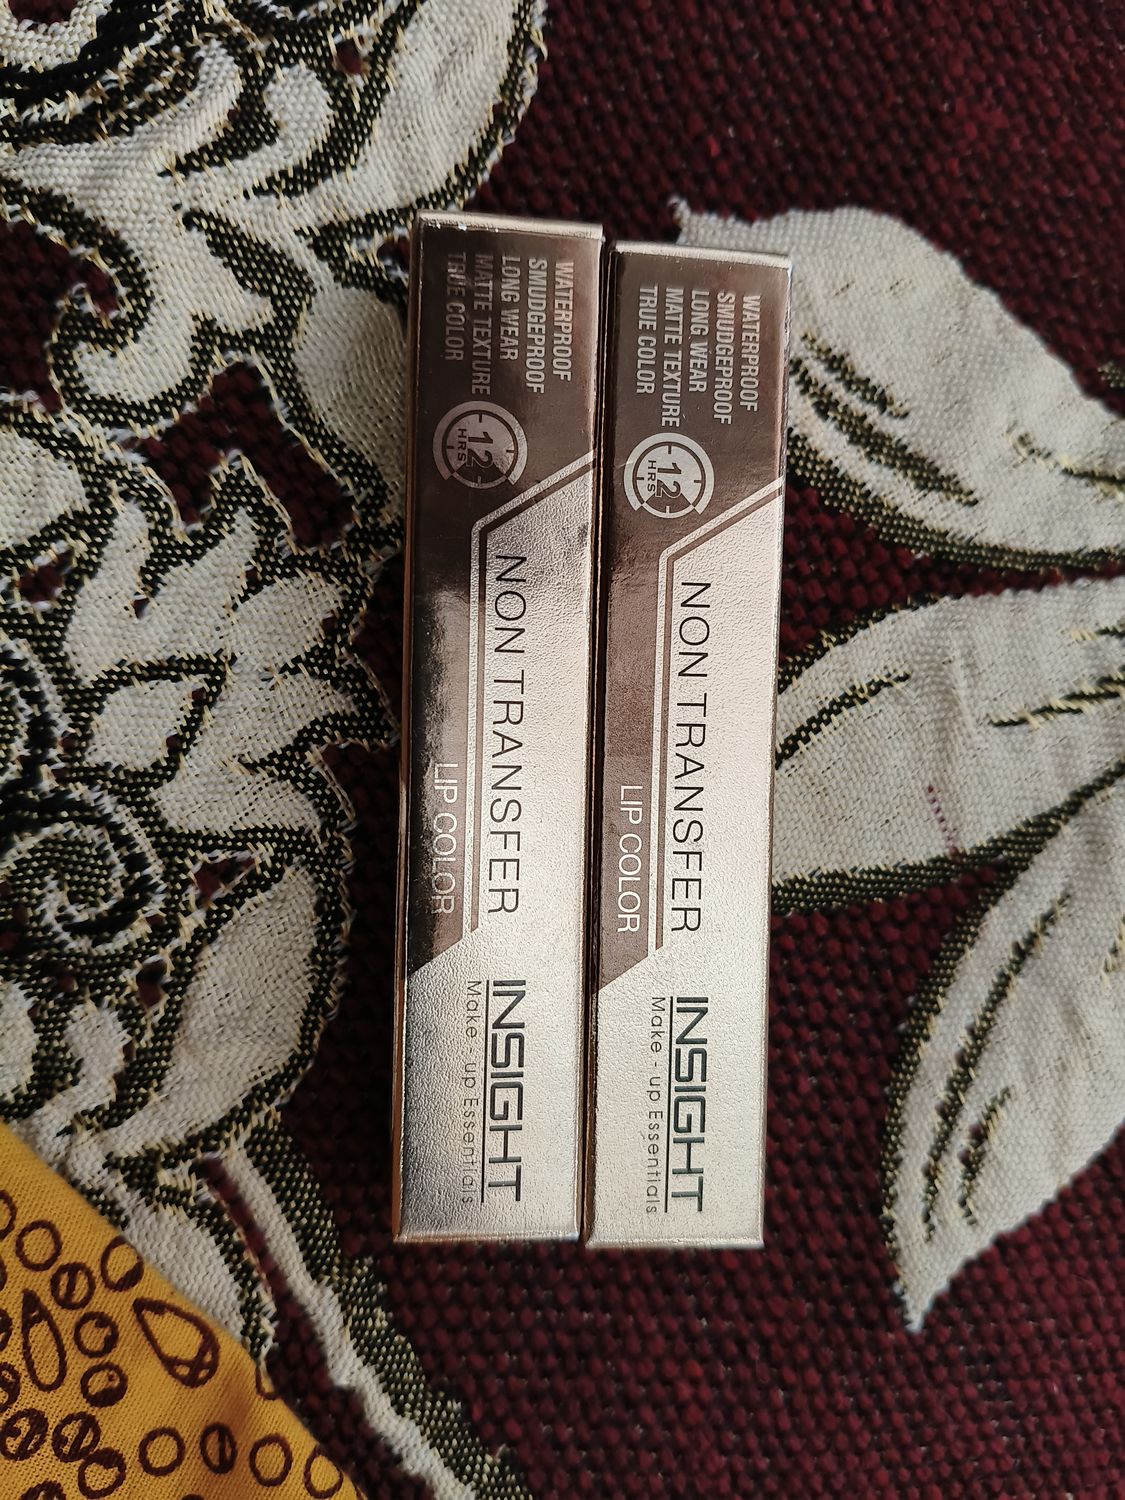 WATERPROOF
SMUDGEPROOF
LONG WEAR
MATTE TEXTURE
TRUE COLOR
12
HRS
NON TRANSFER
LIP COLOR
INSIGHT
Make - up Essentials
WATERPROOF
SMUDGEPROOF
LONG WEAR
MATTE TEXTURE
TRUE COLOR
12
HRS
NON TRANSFER
LIP COLOR
INSIGHT
Make - up Essentials